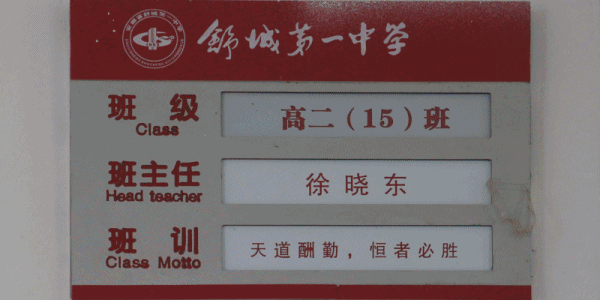 舒城第一中学
班级 高二（15）班
Class
班主任 徐晓东
Head teacher
班训 天道酬勤，恒者必胜
Class Motto